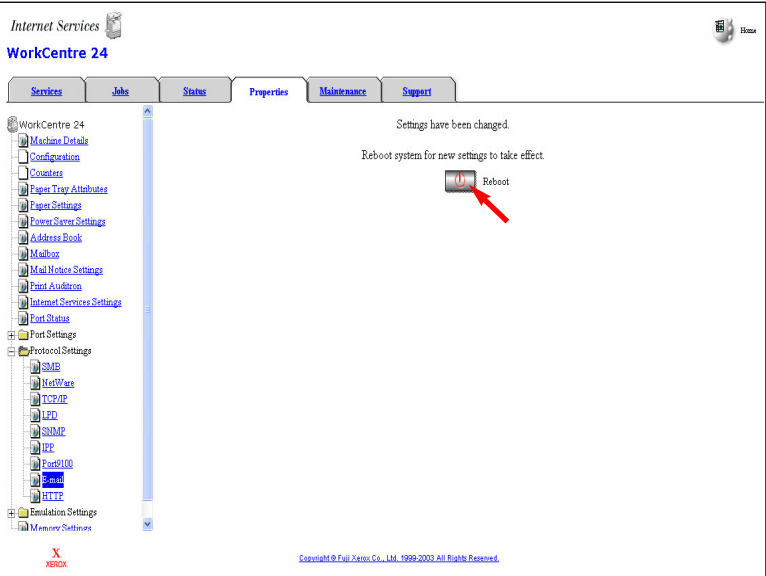 Internet Services
Home
WorkCentre 24
Services Jobs Status Properties Maintenance Support
WorkCentre 24
Machine Details
Configuration
Counters
Paper Tray Attributes
Paper Settings
Power Saver Settings
Address Book
Mailbox
Mail Notice Settings
Print Auditron
Internet Services Settings
Port Status
Port Settings
Protocol Settings
SMB
NetWare
TCP/IP
LPD
SNMP
IPP
Port9100
E-mail
HTTP
Emulation Settings
Memory Settings
Settings have been changed.
Reboot system for new settings to take effect.
Reboot
X
XEROX
Copyright © Fuji Xerox Co., Ltd. 1999-2003 All Rights Reserved.